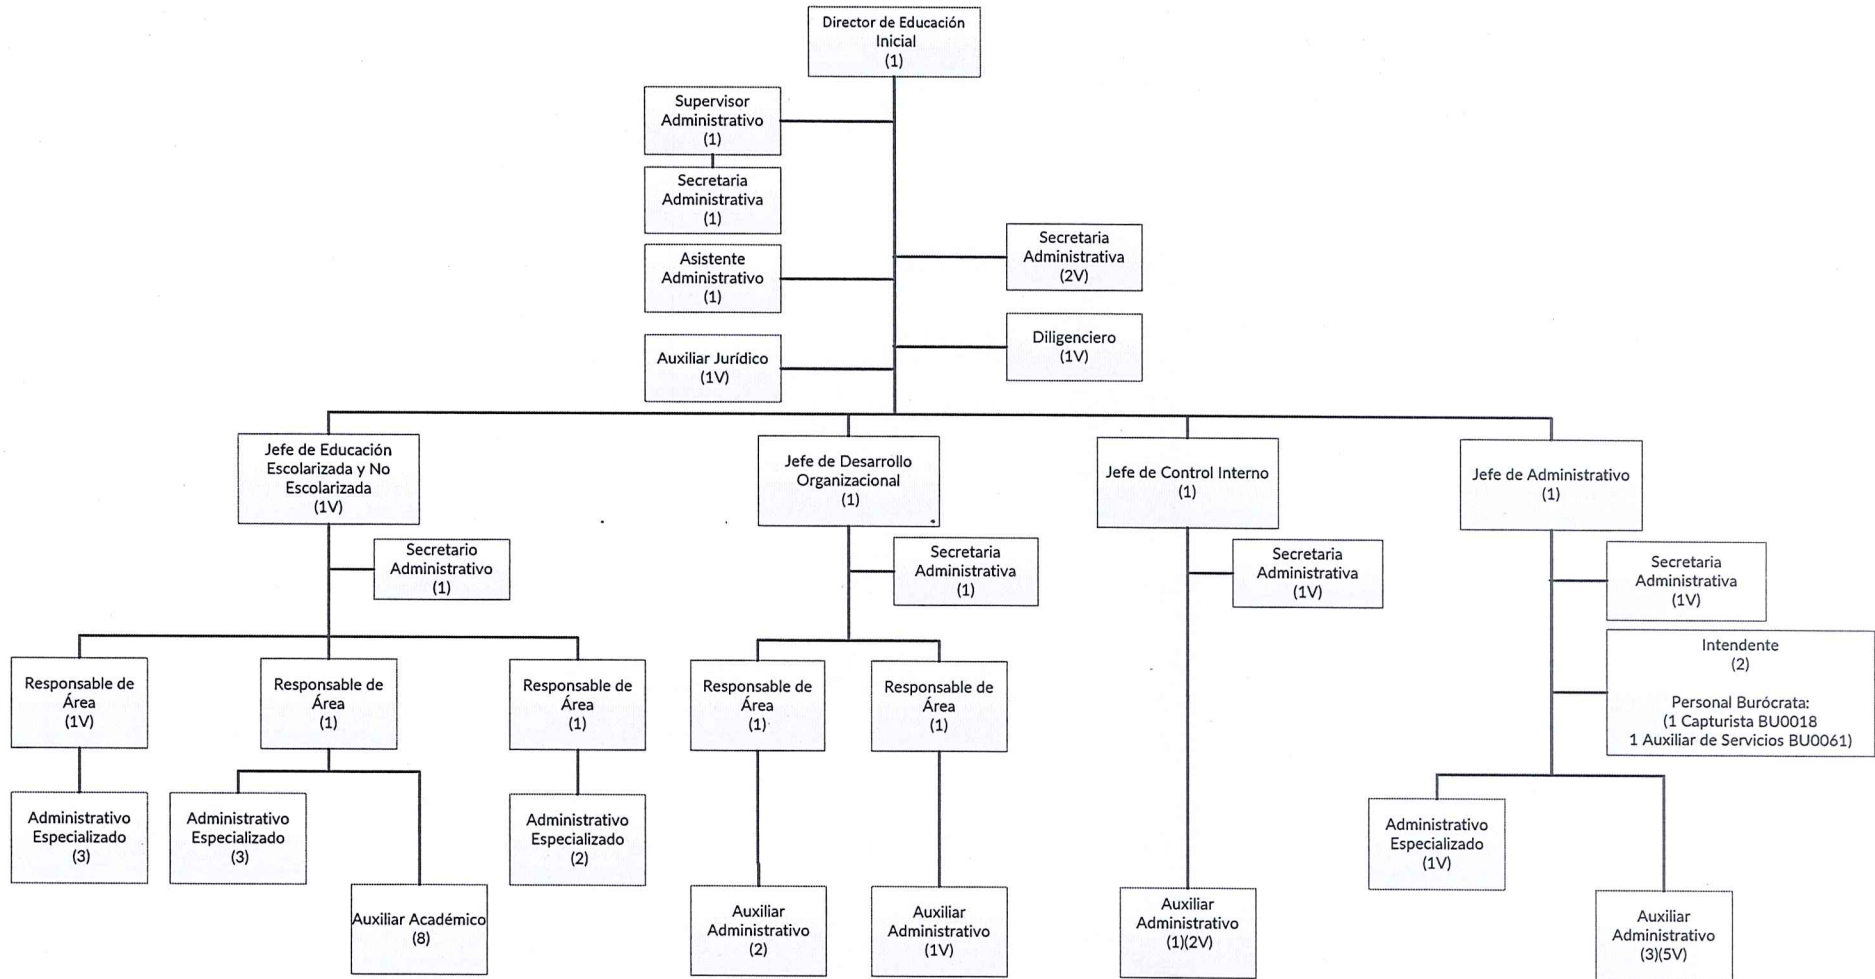 Director de Educación
Inicial
(1)
Supervisor
Administrativo
(1)
Secretaria
Administrativa
(1)
Asistente
Administrativo
(1)
Auxiliar Jurídico
(1V)
Secretaria
Administrativa
(2V)
Diligenciero
(1V)
Jefe de Educación
Escolarizada y No
Escolarizada
(1V)
Jefe de Desarrollo
Organizacional
(1)
Jefe de Control Interno
(1)
Jefe de Administrativo
(1)
Secretario
Administrativo
(1)
Secretaria
Administrativa
(1)
Secretaria
Administrativa
(1V)
Secretaria
Administrativa
(1V)
Intendente
(2)
Personal Burócrata:
(1 Capturista BU0018
1 Auxiliar de Servicios BU0061)
Responsable de
Área
(1V)
Responsable de
Área
(1)
Responsable de
Área
(1)
Responsable de
Área
(1)
Responsable de
Área
(1)
Administrativo
Especializado
(3)
Administrativo
Especializado
(3)
Administrativo
Especializado
(2)
Administrativo
Especializado
(1V)
Auxiliar Académico
(8)
Auxiliar
Administrativo
(2)
Auxiliar
Administrativo
(1V)
Auxiliar
Administrativo
(1)(2V)
Auxiliar
Administrativo
(3)(5V)